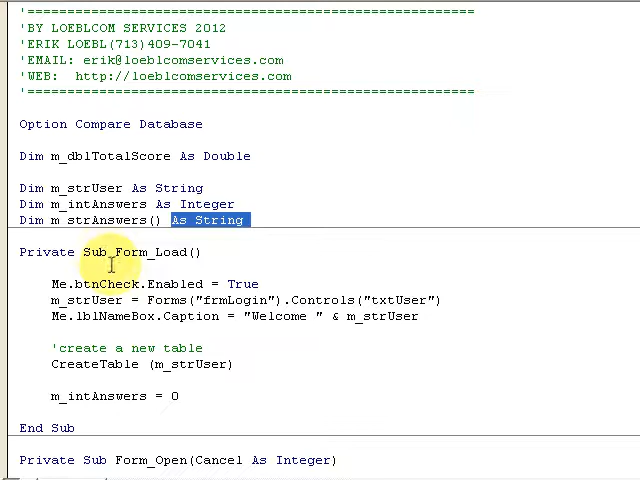 '=========================================================
'BY LOEBLCOM SERVICES 2012
'ERIK LOEBL(713)409-7041
'EMAIL: erik@loeblcomservices.com
'WEB:  http://loeblcomservices.com
'=========================================================
Option Compare Database
Dim m_dblTotalScore As Double
Dim m_strUser As String
Dim m_intAnswers As Integer
Dim m_strAnswers() As String
Private Sub Form_Load()
Me.btnCheck.Enabled = True
m_strUser = Forms("frmLogin").Controls("txtUser")
Me.lblNameBox.Caption = "Welcome " & m_strUser
'create a new table
CreateTable (m_strUser)
m_intAnswers = 0
End Sub
Private Sub Form_Open(Cancel As Integer)